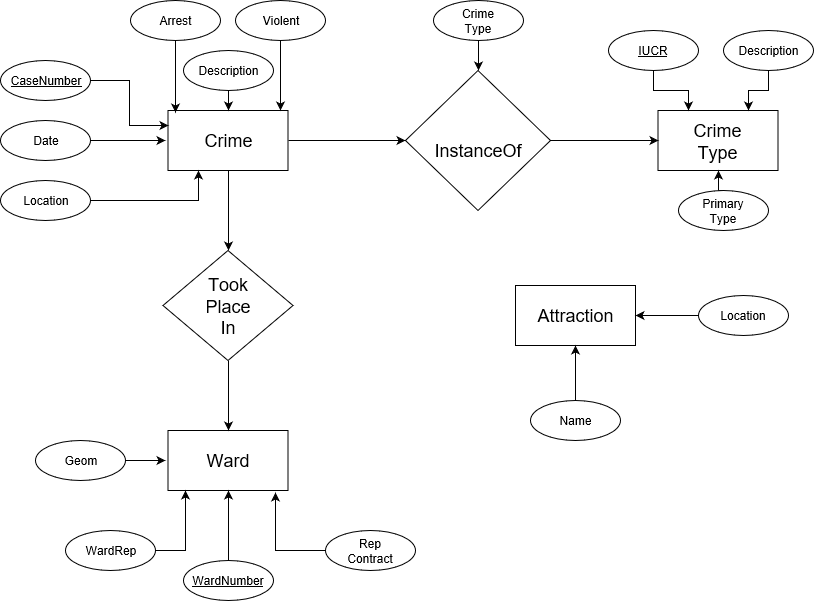 Arrest
Violent
Crime
Type
Description
IUCR
Description
CaseNumber
Date
Crime
InstanceOf
Crime
Type
Location
Primary
Type
Took
Place
In
Attraction
Location
Name
Geom
Ward
WardRep
WardNumber
Rep
Contract